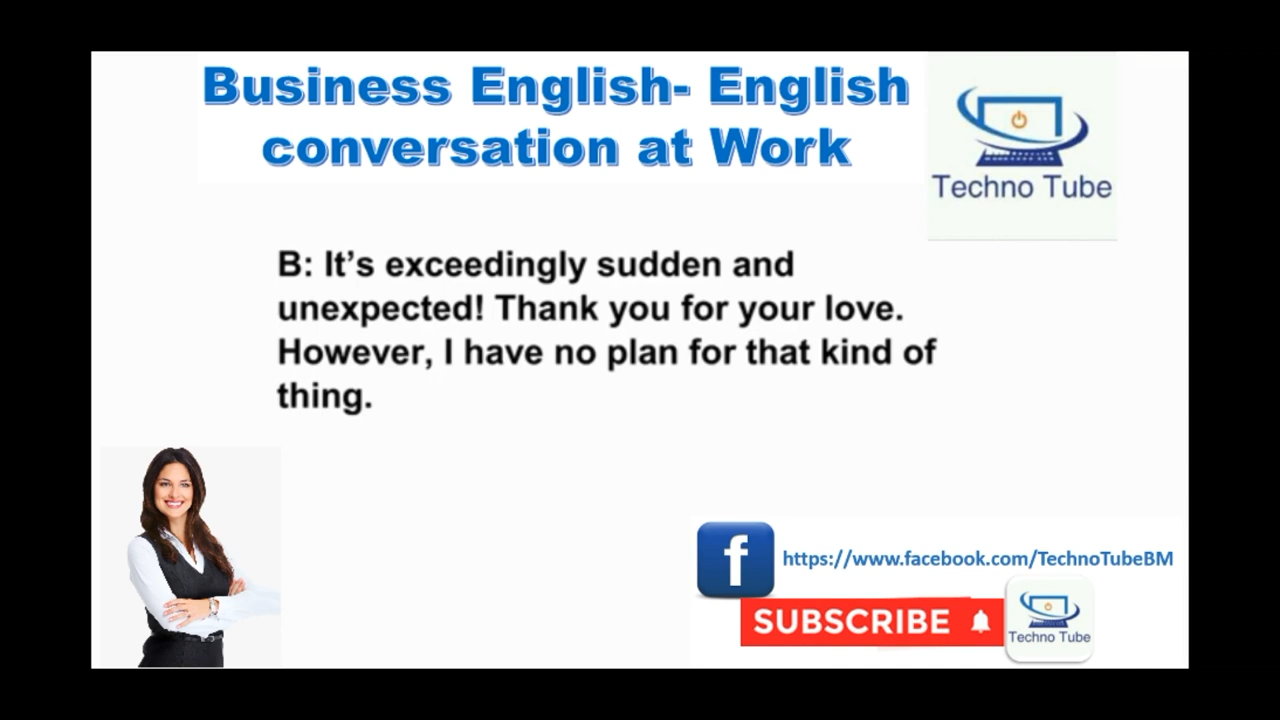 Business English- English
conversation at Work
Techno Tube
B: It’s exceedingly sudden and
unexpected! Thank you for your love.
However, I have no plan for that kind of
thing.
f
https://www.facebook.com/TechnoTubeBM
SUBSCRIBE
Techno Tube